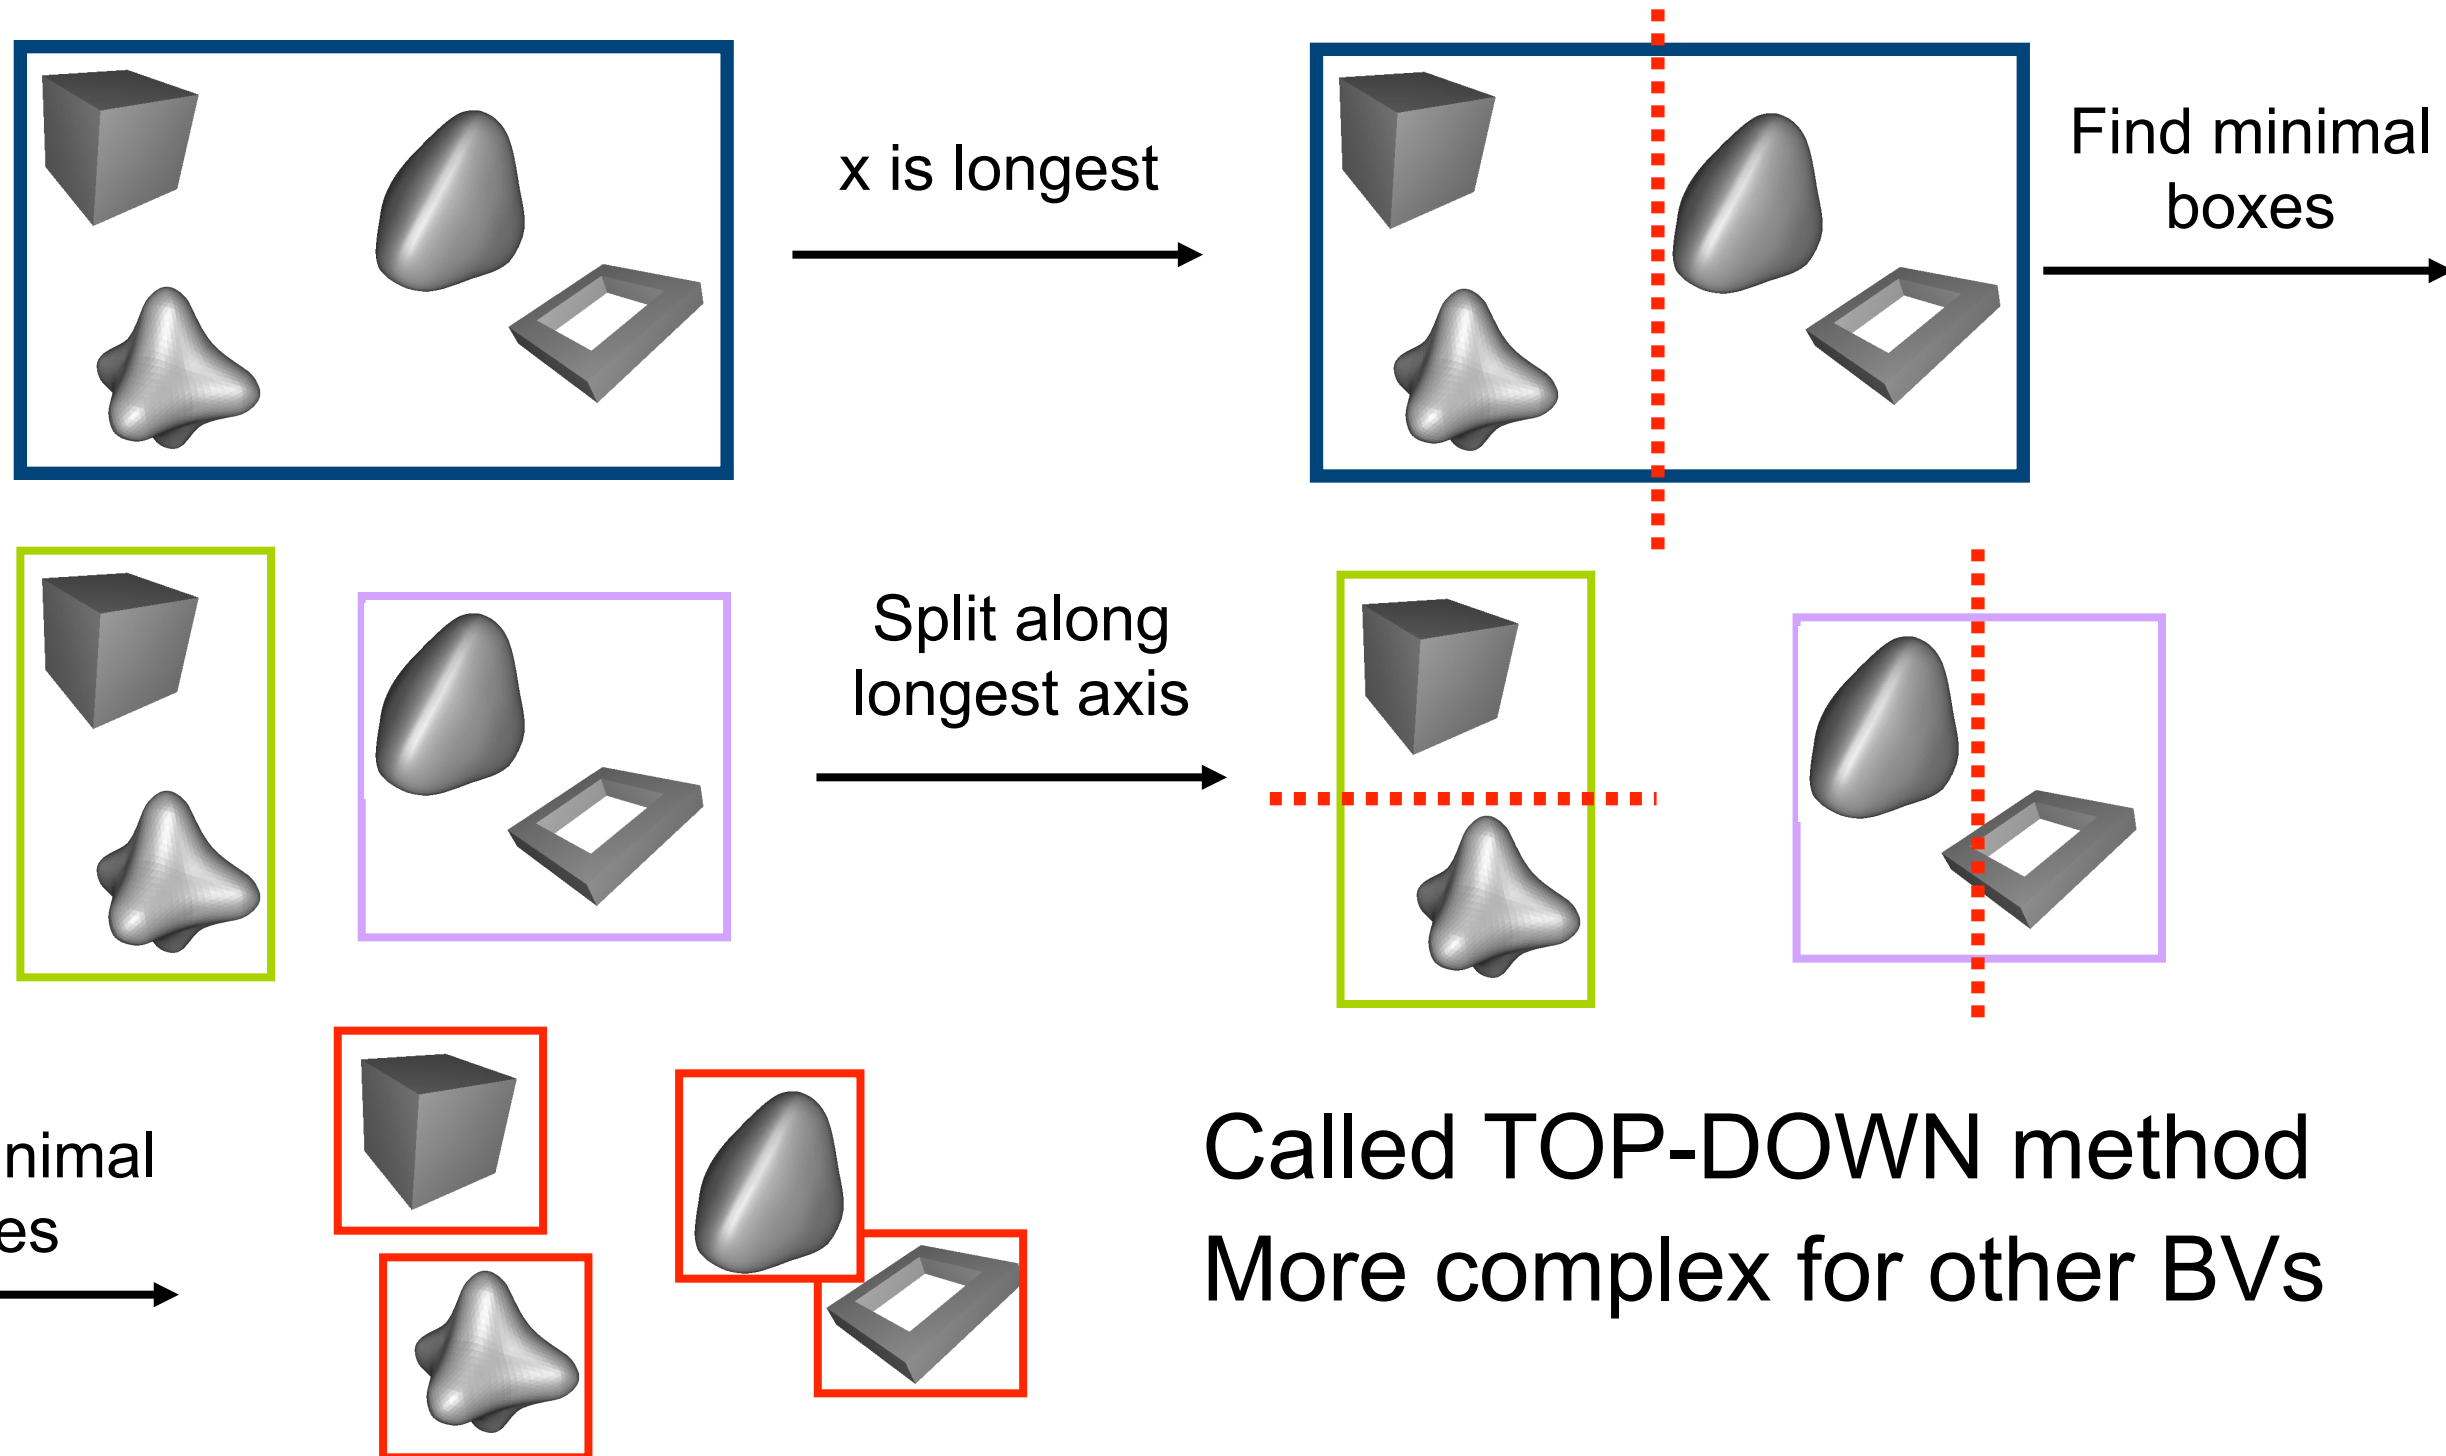 x is longest
Find minimal
boxes
Split along
longest axis
nimal
es
Called TOP-DOWN method
More complex for other BVs